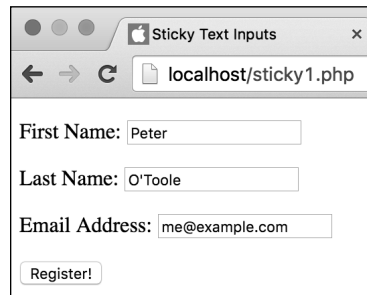 Sticky Text Inputs ×
localhost/sticky1.php
First Name: Peter
Last Name: O'Toole
Email Address: me@example.com
Register!